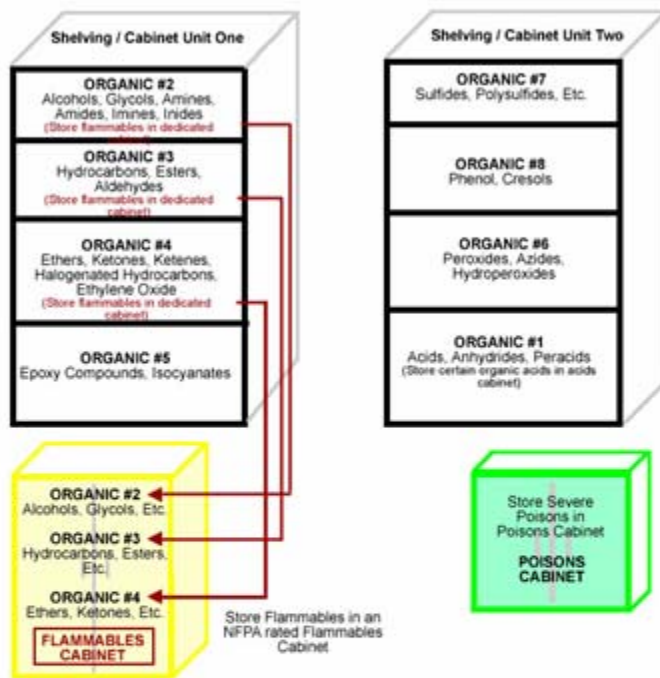 Shelving / Cabinet Unit One
ORGANIC #2
Alcohols, Glycols, Amines,
Amides, Imines, Inides
(Store flammables in dedicated
ORGANIC #3
Hydrocarbons, Esters,
Aldehydes
(Store flammables in dedicated
cabinet)
ORGANIC #4
Ethers, Ketones, Ketenes,
Halogenated Hydrocarbons,
Ethylene Oxide
(Store flammables in dedicated
cabinet)
ORGANIC #5
Epoxy Compounds, Isocyanates
Shelving / Cabinet Unit Two
ORGANIC #7
Sulfides, Polysulfides, Etc.
ORGANIC #8
Phenol, Cresols
ORGANIC #6
Peroxides, Azides,
Hydroperoxides
ORGANIC #1
Acids, Anhydrides, Peracids
(Store certain organic acids in acids
cabinet)
ORGANIC #2
Alcohols, Glycols, Etc.
ORGANIC #3
Hydrocarbons, Esters,
Etc.
ORGANIC #4
Ethers, Ketones, Etc.
FLAMMABLES
CABINET
Store Flammables in an
NFPA rated Flammables
Cabinet
Store Severe
Poisons in
Poisons Cabinet
POISONS
CABINET